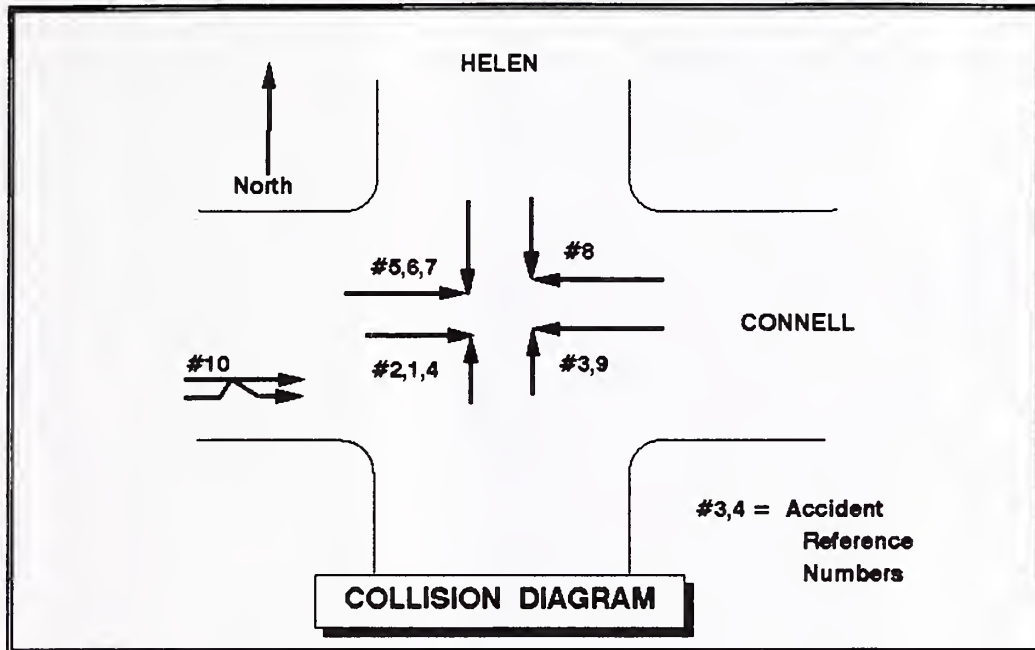 HELEN
North
#5,6,7
#8
CONNELL
#10
#2,1,4
#3,9
#3,4 = Accident
Reference
Numbers
COLLISION DIAGRAM